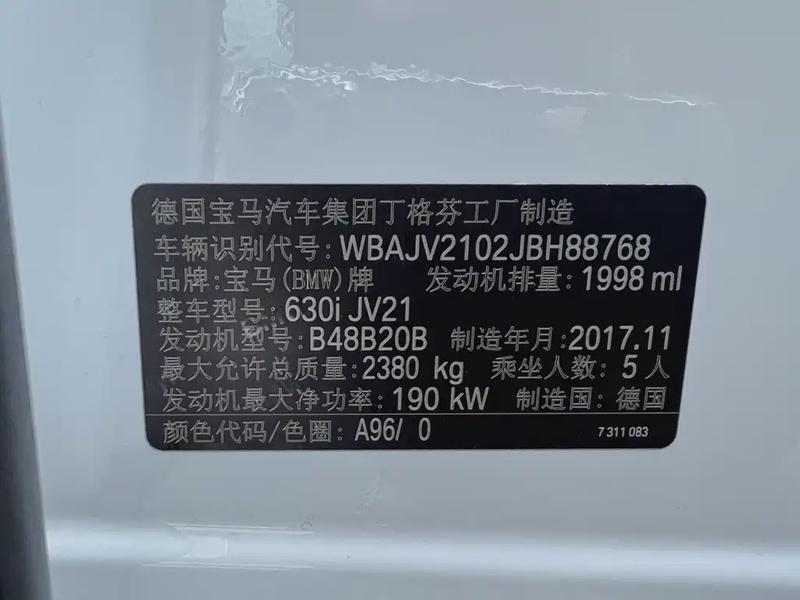 德国宝马汽车集团丁格芬工厂制造
车辆识别代号: WBAJV2102JBH88768
品牌:宝马(BMW)牌 发动机排量:1998 ml
整车型号:630i JV21
发动机型号: B48B20B 制造年月:2017.11
最大允许总质量:2380 kg 乘坐人数: 5人
发动机最大净功率:190 kW 制造国: 德国
颜色代码/色圈: A96/ 0 7 311 083